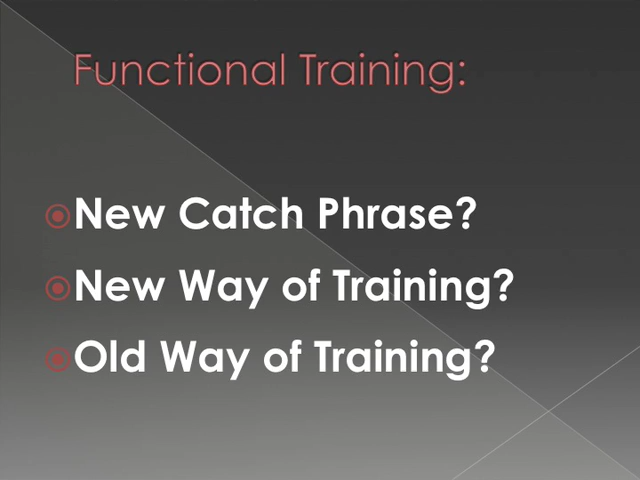 Functional Training:
New Catch Phrase?
New Way of Training?
Old Way of Training?